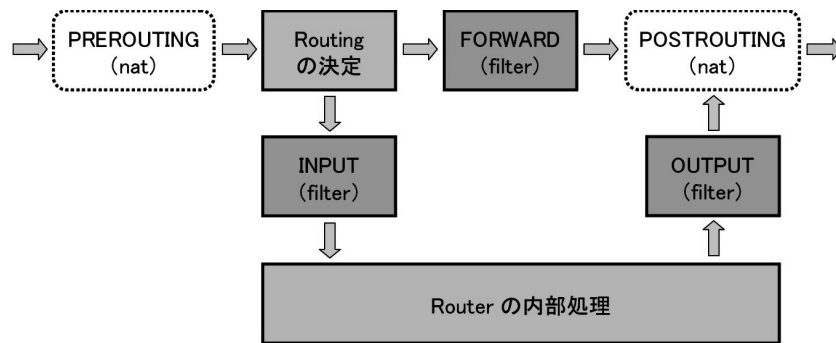 PREROUTING
(nat)
Routing
の決定
FORWARD
(filter)
POSTROUTING
(nat)
INPUT
(filter)
OUTPUT
(filter)
Router の内部処理